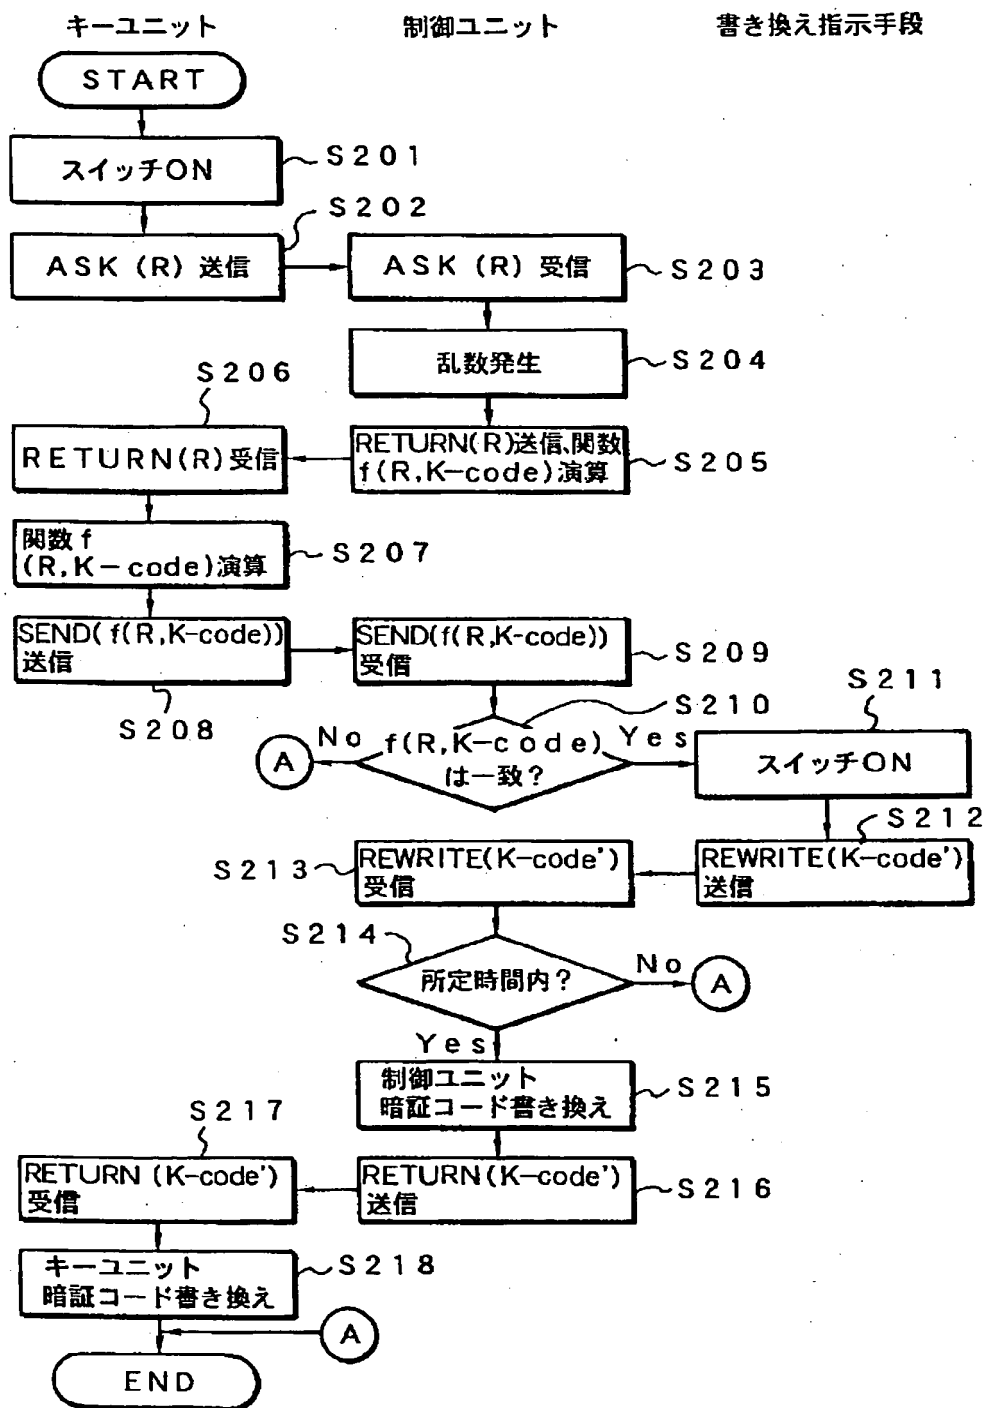 キーユニット
制御ユニット
書き換え指示手段
START
スイッチON
S201
S202
ASK (R) 送信
ASK (R) 受信
S203
乱数発生
S204
S206
RETURN(R)受信
RETURN(R)送信、関数
f(R,K-code)演算
S205
関数f
(R,K-code)演算
S207
SEND(f(R,K-code))
送信
S208
SEND(f(R,K-code))
受信
S209
S210
S211
A
No
f(R,K-code)
は一致?
Yes
スイッチON
S212
S213
REWRITE(K-code')
受信
REWRITE(K-code')
送信
S214
所定時間内?
No
A
Yes
制御ユニット
暗証コード書き換え
S215
S217
RETURN (K-code')
受信
RETURN(K-code')
送信
S216
キーユニット
暗証コード書き換え
S218
A
END